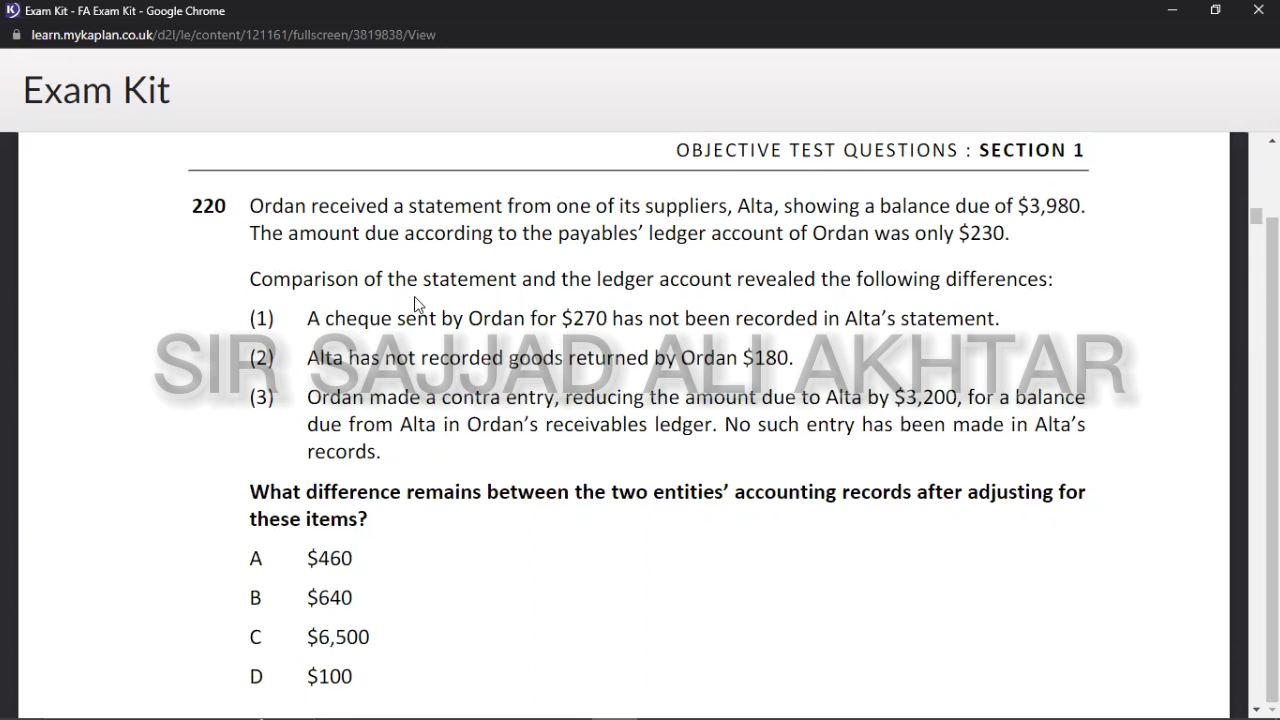 Exam Kit - FA Exam Kit - Google Chrome
learn.mykaplan.co.uk/d2l/le/content/121161/fullscreen/3819838/View
Exam Kit
OBJECTIVE TEST QUESTIONS : SECTION 1
220 Ordan received a statement from one of its suppliers, Alta, showing a balance due of $3,980.
The amount due according to the payables’ ledger account of Ordan was only $230.
Comparison of the statement and the ledger account revealed the following differences:
(1) A cheque sent by Ordan for $270 has not been recorded in Alta’s statement.
SIR SAJJAD ALI AKHTAR
(2) Alta has not recorded goods returned by Ordan $180.
(3) Ordan made a contra entry, reducing the amount due to Alta by $3,200, for a balance
due from Alta in Ordan’s receivables ledger. No such entry has been made in Alta’s
records.
What difference remains between the two entities’ accounting records after adjusting for
these items?
A $460
B $640
C $6,500
D $100